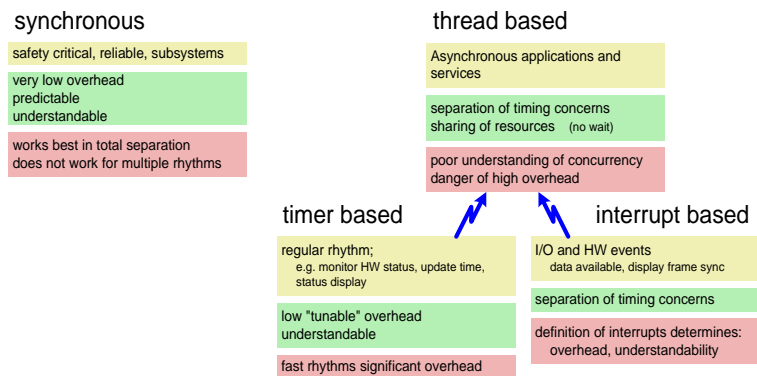 synchronous
safety critical, reliable, subsystems
very low overhead
predictable
understandable
works best in total separation
does not work for multiple rhythms
thread based
Asynchronous applications and
services
separation of timing concerns
sharing of resources (no wait)
poor understanding of concurrency
danger of high overhead
timer based
regular rhythm;
e.g. monitor HW status, update time,
status display
low "tunable" overhead
understandable
fast rhythms significant overhead
interrupt based
I/O and HW events
data available, display frame sync
separation of timing concerns
definition of interrupts determines:
overhead, understandability